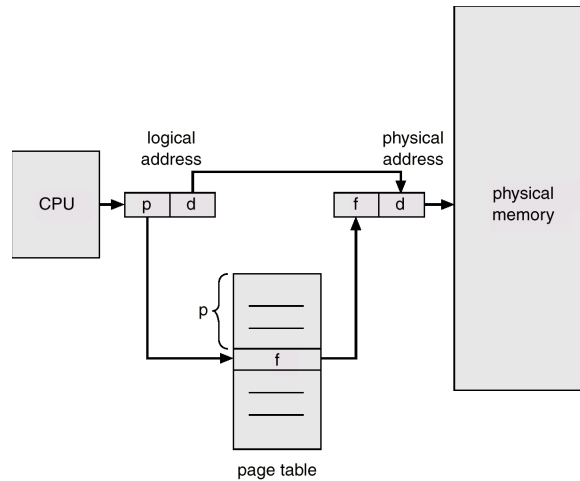 logical
address
physical
address
CPU
p d
f d
physical
memory
p
f
page table